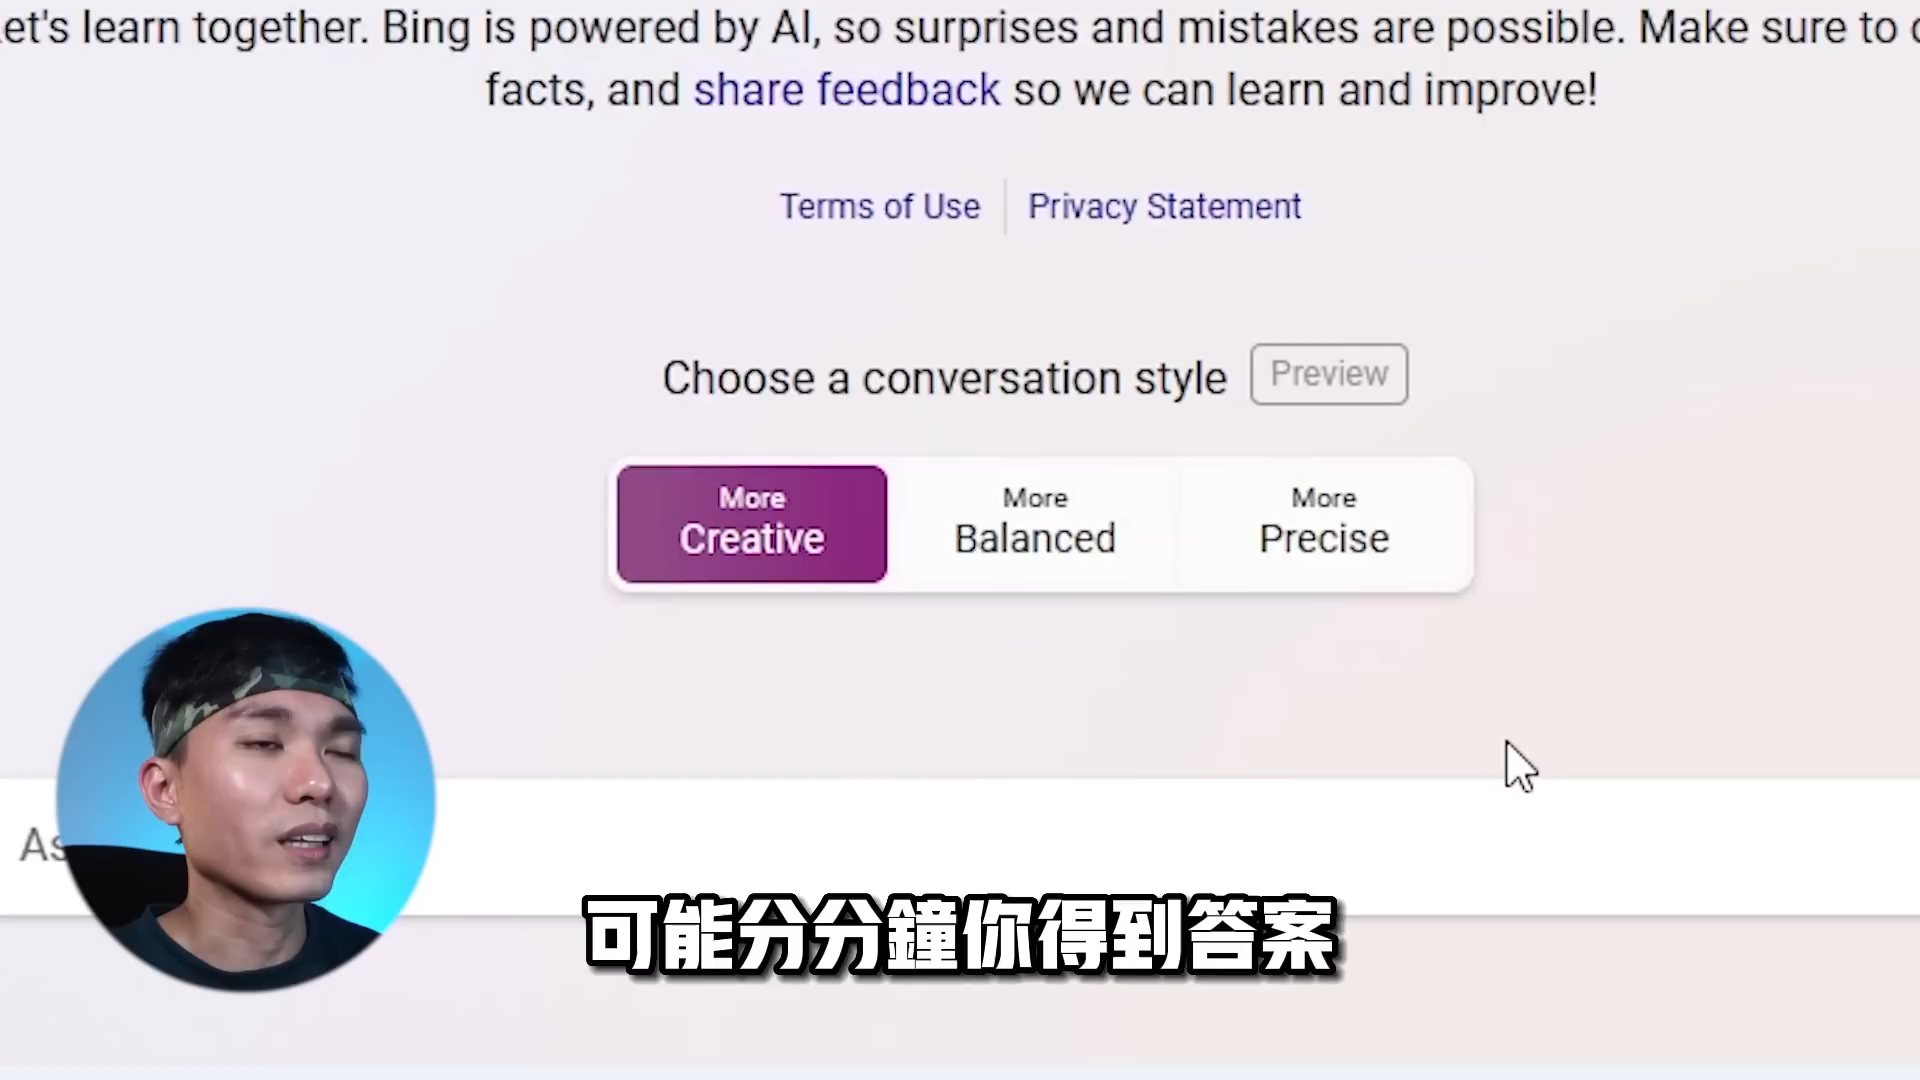 et's learn together. Bing is powered by AI, so surprises and mistakes are possible. Make sure to
facts, and share feedback so we can learn and improve!
Terms of Use
Privacy Statement
Choose a conversation style
Preview
More
Creative
More
Balanced
More
Precise
As
可能分分鐘你得到答案